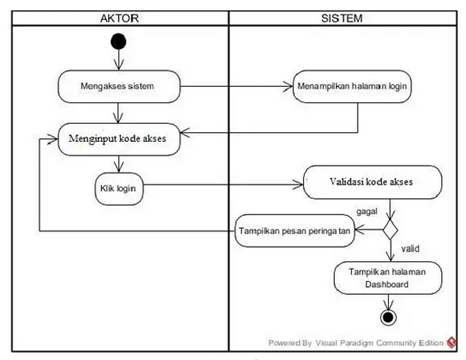 AKTOR
SISTEM
Mengakses sistem
Menampilkan halaman login
Menginput kode akses
Klik login
Validasi kode akses
gagal
Tampilkan pesan peringatan
valid
Tampilkan halaman
Dashboard
Powered By Visual Paradigm Community Edition